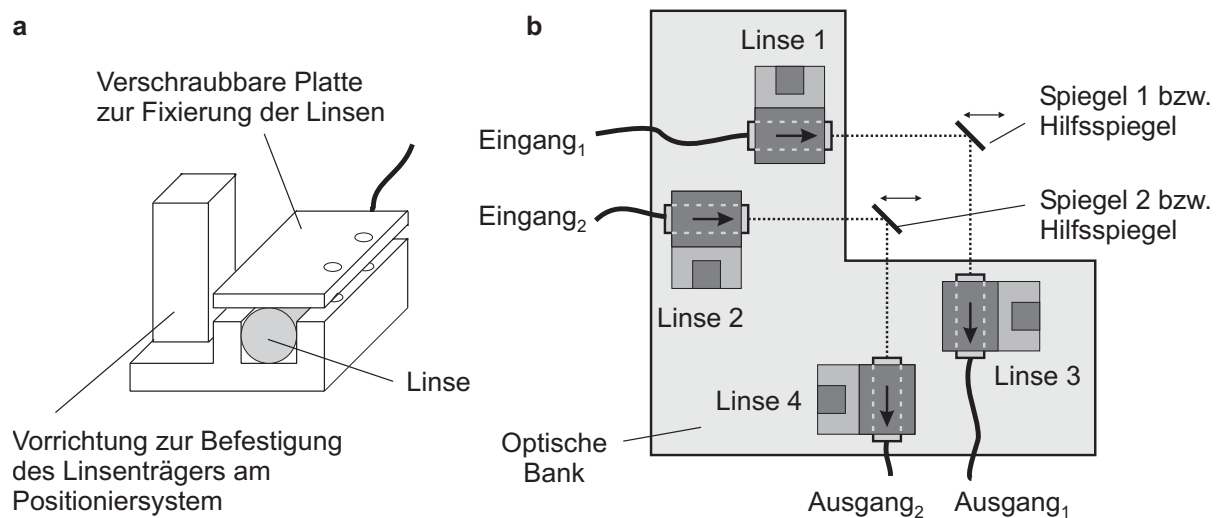 a
Verschraubbare Platte
zur Fixierung der Linsen
Linse
Vorrichtung zur Befestigung
des Linsenträgers am
Positioniersystem
b
Linse 1
Spiegel 1 bzw.
Hilfsspiegel
Eingang₁
Eingang₂
Spiegel 2 bzw.
Hilfsspiegel
Linse 2
Linse 3
Linse 4
Optische
Bank
Ausgang₂
Ausgang₁